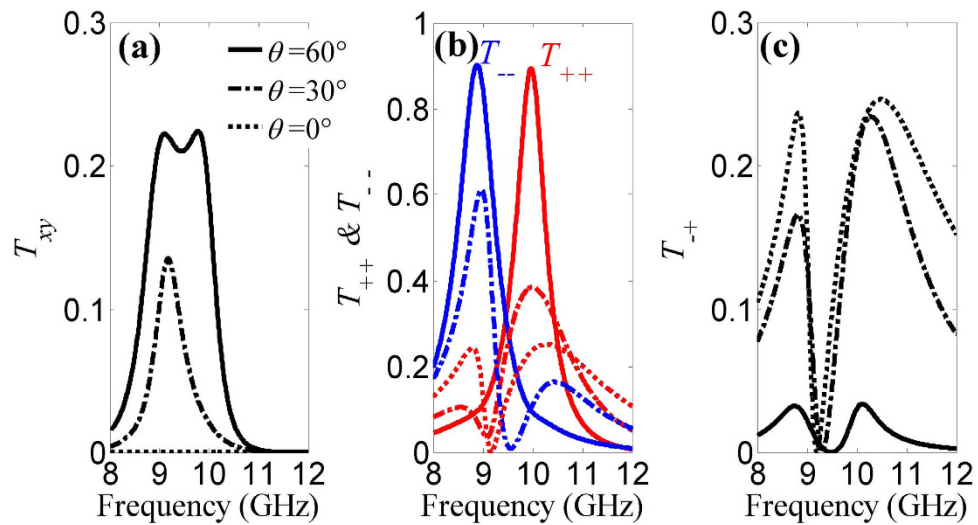 (a)
θ=60°
θ=30°
θ=0°
0.3
0.2
0.1
0
T_xy
8 9 10 11 12
Frequency (GHz)
(b)
T_--
T_++
1
0.8
0.6
0.4
0.2
0
T_++ & T_--
8 9 10 11 12
Frequency (GHz)
(c)
0.3
0.2
0.1
0
T_-+
8 9 10 11 12
Frequency (GHz)